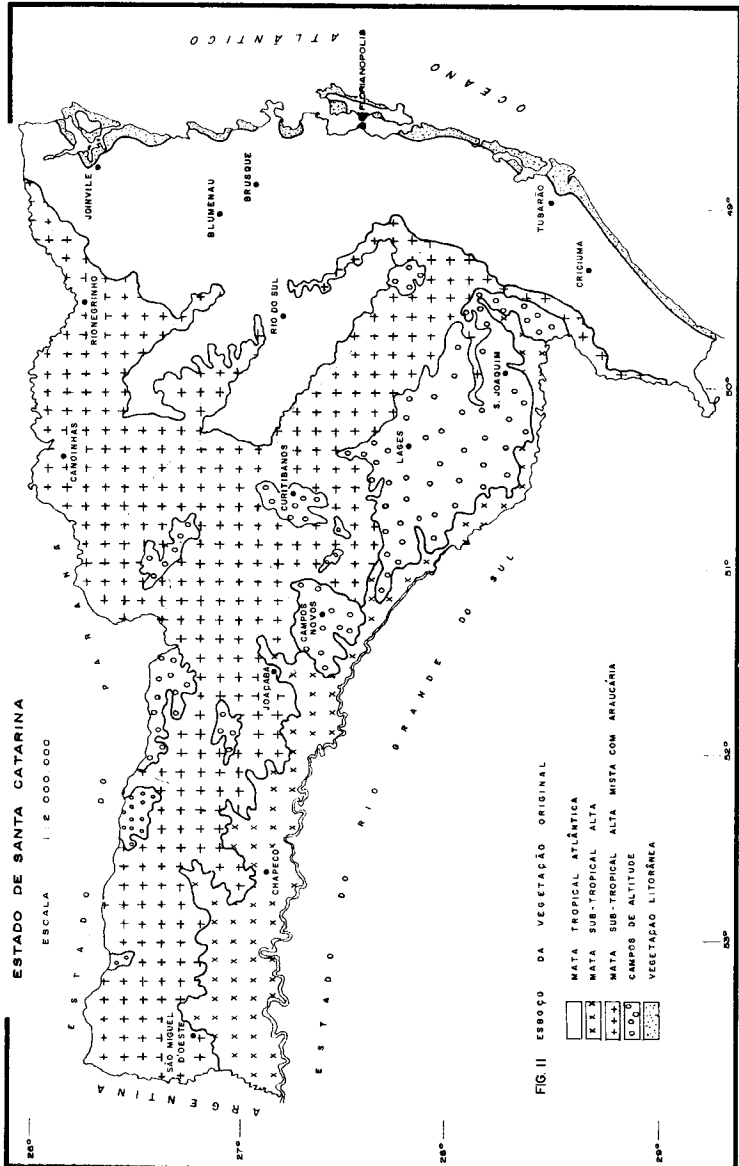 ESTADO DE SANTA CATARINA
ESCALA 1:2 000.000
ESTADO DO PARANÁ
ARGENTINA
ESTADO DO RIO GRANDE DO SUL
OCEANO ATLÂNTICO
SÃO MIGUEL
D'OESTE
CHAPECÓ
JOAÇABA
CAMPOS
NOVOS
CURITIBANOS
CANOINHAS
RIONEGRINHO
JOINVILE
BLUMENAU
BRUSQUE
RIO DO SUL
FLORIANOPOLIS
LAGES
S. JOAQUIM
TUBARÃO
CRICIUMA
26°
27°
28°
29°
53°
52°
51°
50°
49°
FIG. II ESBOÇO DA VEGETAÇÃO ORIGINAL
MATA TROPICAL ATLÂNTICA
MATA SUB-TROPICAL ALTA
MATA SUB-TROPICAL ALTA MISTA COM ARAUCÁRIA
CAMPOS DE ALTITUDE
VEGETAÇÃO LITORÂNEA